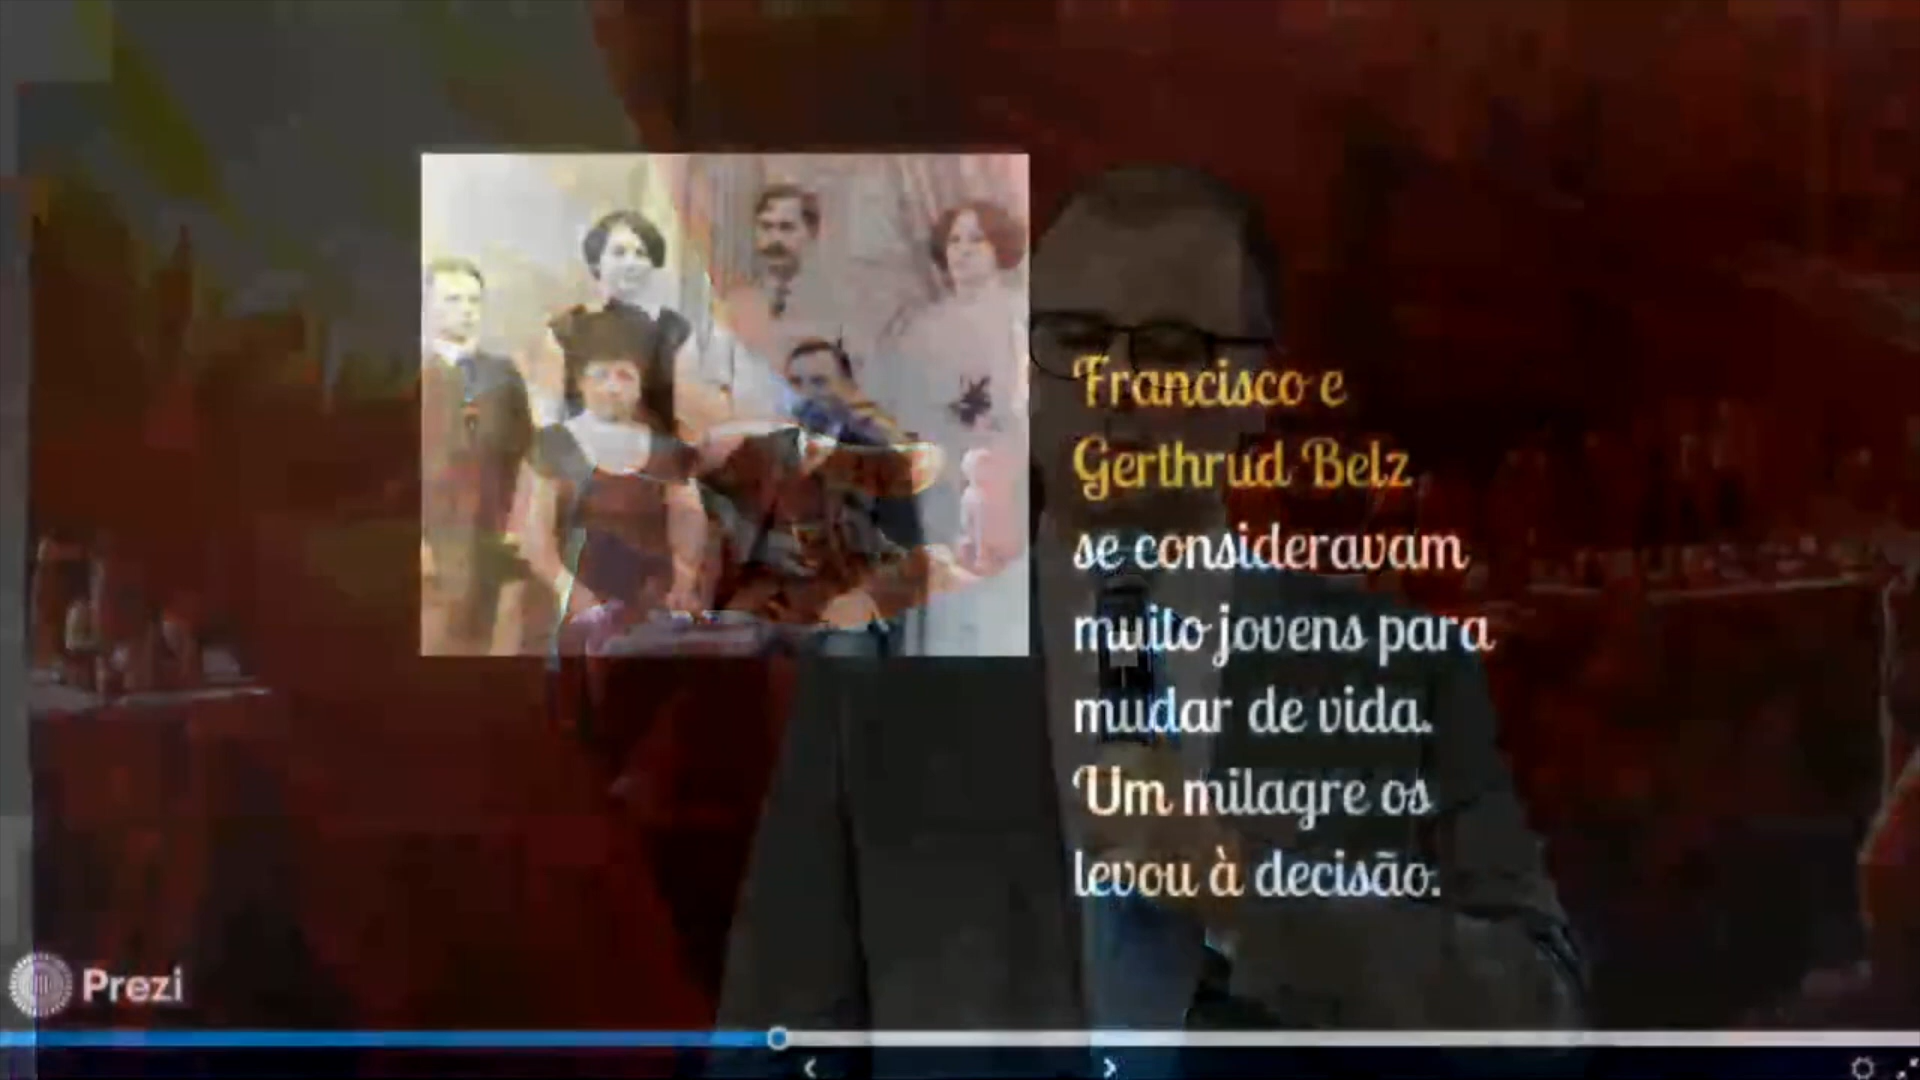 Francisco e
Gerthrud Belz
se consideravam
muito jovens para
mudar de vida.
Um milagre os
levou à decisão.
Prezi